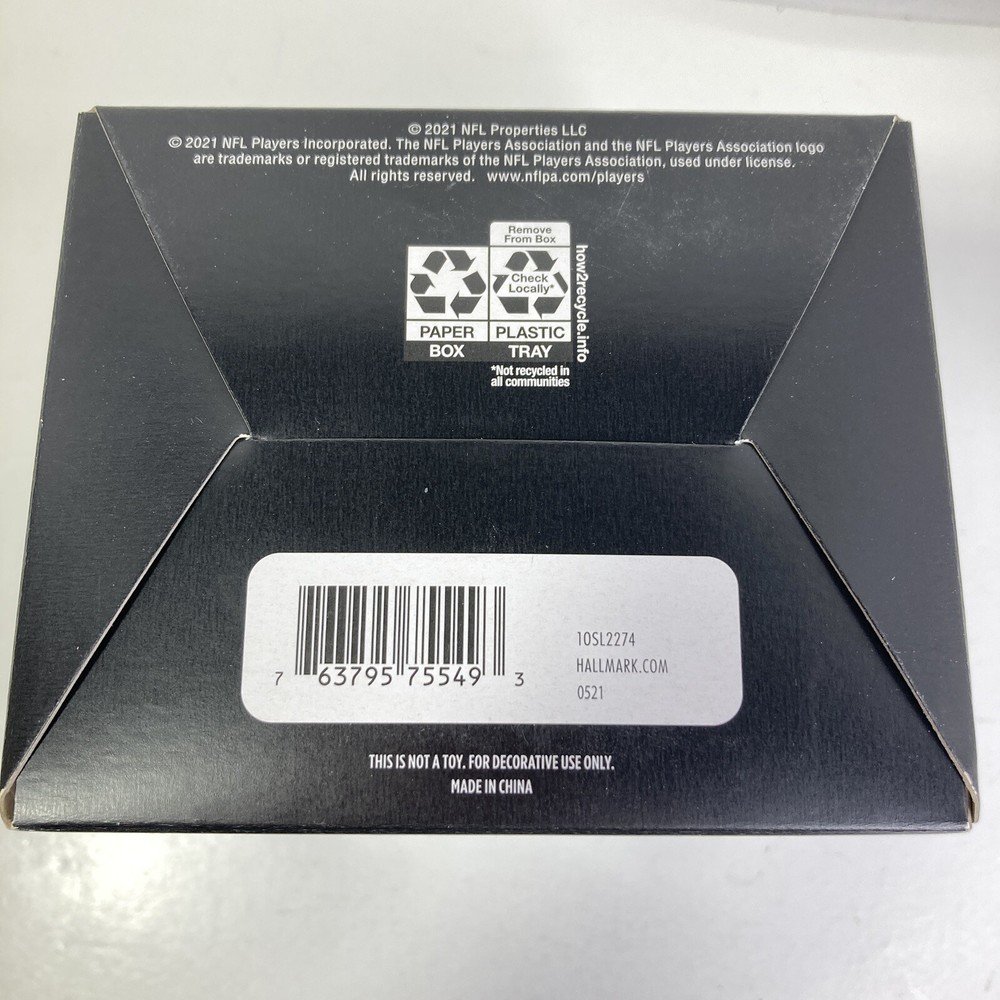 © 2021 NFL Properties LLC
© 2021 NFL Players Incorporated. The NFL Players Association and the NFL Players Association logo
are trademarks or registered trademarks of the NFL Players Association, used under license.
All rights reserved. www.nflpa.com/players
Remove
From Box
Check
Locally*
PAPER
PLASTIC
BOX
TRAY
how2recycle.info
*Not recycled in
all communities
7 63795 75549 3
10SL2274
HALLMARK.COM
0521
THIS IS NOT A TOY. FOR DECORATIVE USE ONLY.
MADE IN CHINA